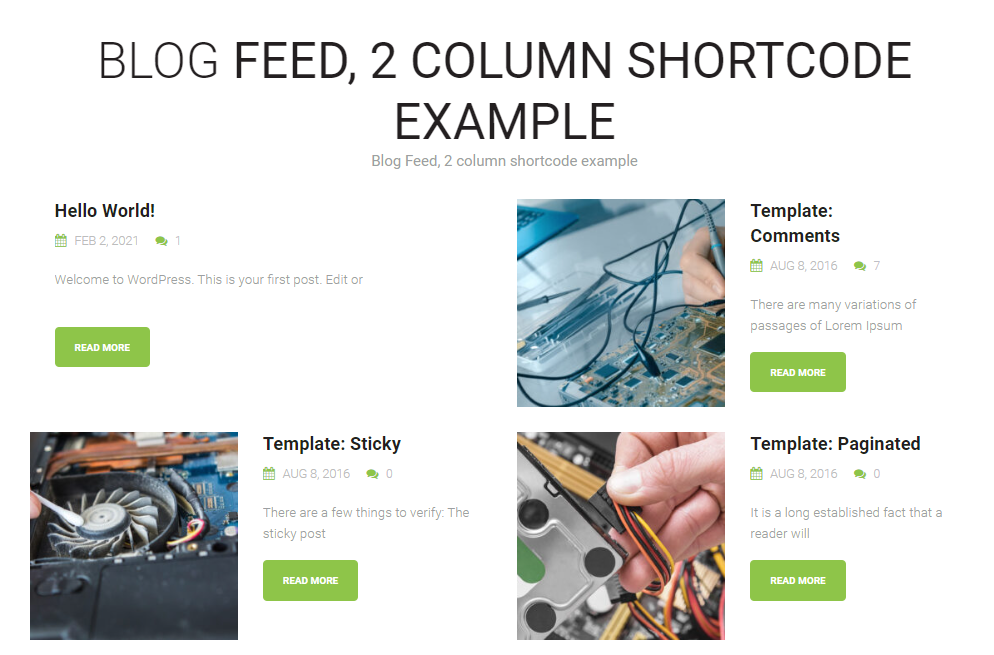 BLOG FEED, 2 COLUMN SHORTCODE
EXAMPLE
Blog Feed, 2 column shortcode example
Hello World!
FEB 2, 2021 1
Welcome to WordPress. This is your first post. Edit or
READ MORE
Template:
Comments
AUG 8, 2016 7
There are many variations of
passages of Lorem Ipsum
READ MORE
Template: Sticky
AUG 8, 2016 0
There are a few things to verify: The
sticky post
READ MORE
Template: Paginated
AUG 8, 2016 0
It is a long established fact that a
reader will
READ MORE